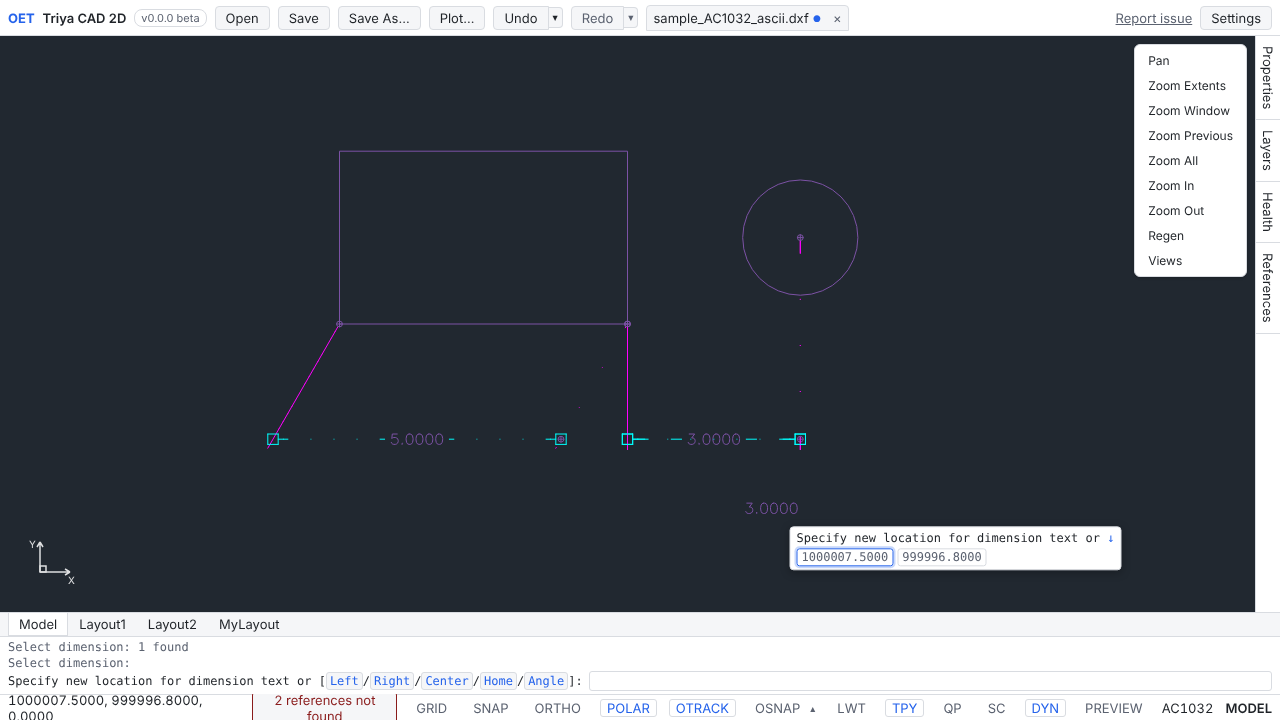 OET Triya CAD 2D v0.0.0 beta Open Save Save As... Plot... Undo ▾ Redo ▾ sample_AC1032_ascii.dxf ● × Report issue Settings
Pan
Zoom Extents
Zoom Window
Zoom Previous
Zoom All
Zoom In
Zoom Out
Regen
Views
Properties
Layers
Health
References
5.0000 3.0000
3.0000
Specify new location for dimension text or ↓
1000007.5000 999996.8000
Y
X
Model Layout1 Layout2 MyLayout
Select dimension: 1 found
Select dimension:
Specify new location for dimension text or [Left/Right/Center/Home/Angle]:
1000007.5000, 999996.8000, 0.0000
2 references not found
GRID SNAP ORTHO POLAR OTRACK OSNAP ▴ LWT TPY QP SC DYN PREVIEW AC1032 MODEL